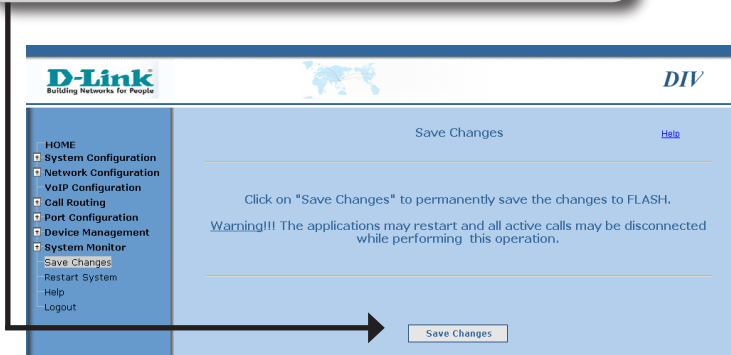 D-Link
Building Networks for People
DIV
HOME
System Configuration
Network Configuration
VoIP Configuration
Call Routing
Port Configuration
Device Management
System Monitor
Save Changes
Restart System
Help
Logout
Save Changes
Help
Click on "Save Changes" to permanently save the changes to FLASH.
Warning!!! The applications may restart and all active calls may be disconnected
while performing this operation.
Save Changes